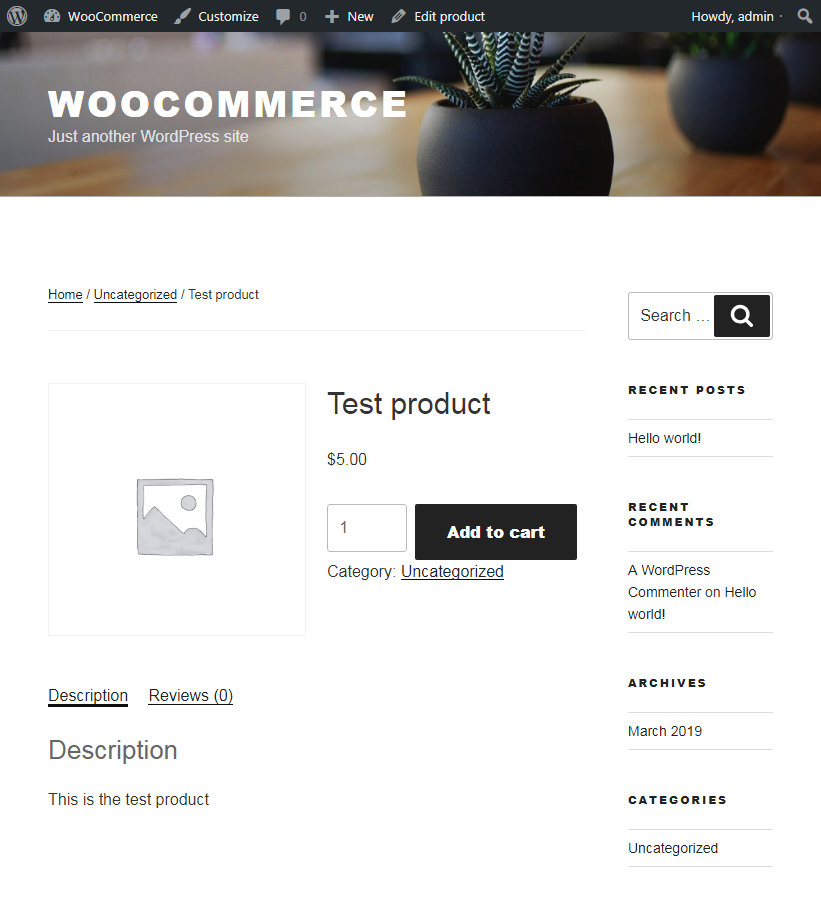 WooCommerce Customize 0 New Edit product Howdy, admin
WOOCOMMERCE
Just another WordPress site
Home / Uncategorized / Test product
Test product
$5.00
1 Add to cart
Category: Uncategorized
Description Reviews (0)
Description
This is the test product
Search …
RECENT POSTS
Hello world!
RECENT
COMMENTS
A WordPress
Commenter on Hello
world!
ARCHIVES
March 2019
CATEGORIES
Uncategorized